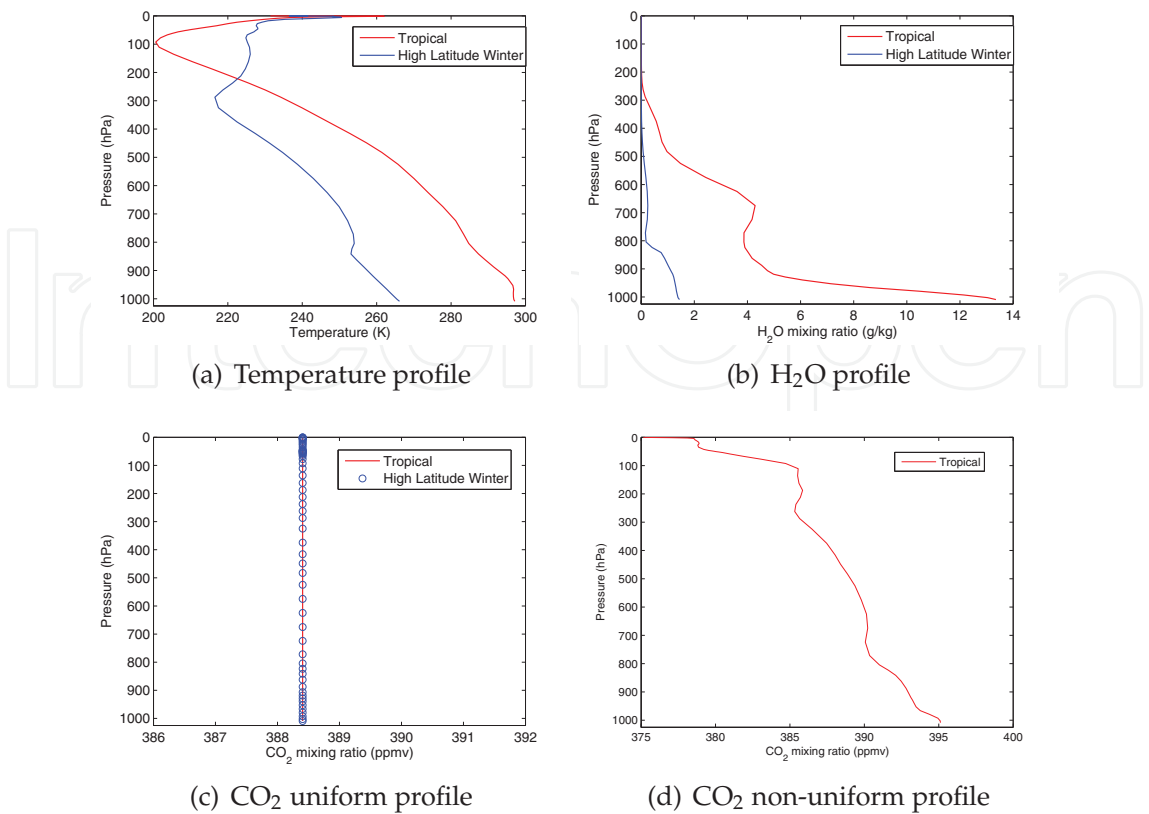 0
100
200
300
400
500
600
700
800
900
1000
Pressure (hPa)
200 220 240 260 280 300
Temperature (K)
Tropical
High Latitude Winter
(a) Temperature profile
0
100
200
300
400
500
600
700
800
900
1000
Pressure (hPa)
0 2 4 6 8 10 12 14
H2O mixing ratio (g/kg)
Tropical
High Latitude Winter
(b) H2O profile
0
100
200
300
400
500
600
700
800
900
1000
Pressure (hPa)
386 387 388 389 390 391 392
CO2 mixing ratio (ppmv)
Tropical
High Latitude Winter
(c) CO2 uniform profile
0
100
200
300
400
500
600
700
800
900
1000
Pressure (hPa)
375 380 385 390 395 400
CO2 mixing ratio (ppmv)
Tropical
(d) CO2 non-uniform profile
IntechOpen